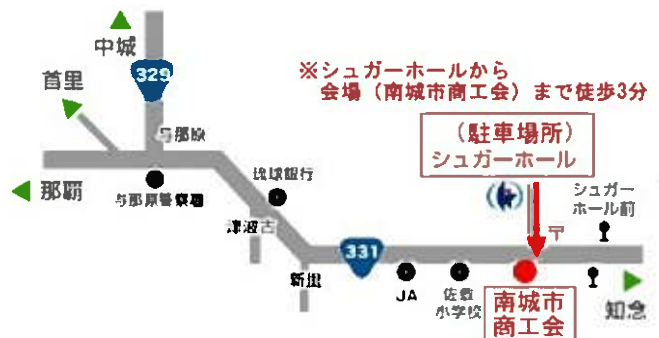 中城
329
首里
※シュガーホールから
会場（南城市商工会）まで徒歩3分
与那原
（駐車場所）
シュガーホール
那覇
与那原警察署
琉球銀行
シュガー
ホール前
津波古
〒
331
新里
JA
佐敷
小学校
南城市
商工会
知念